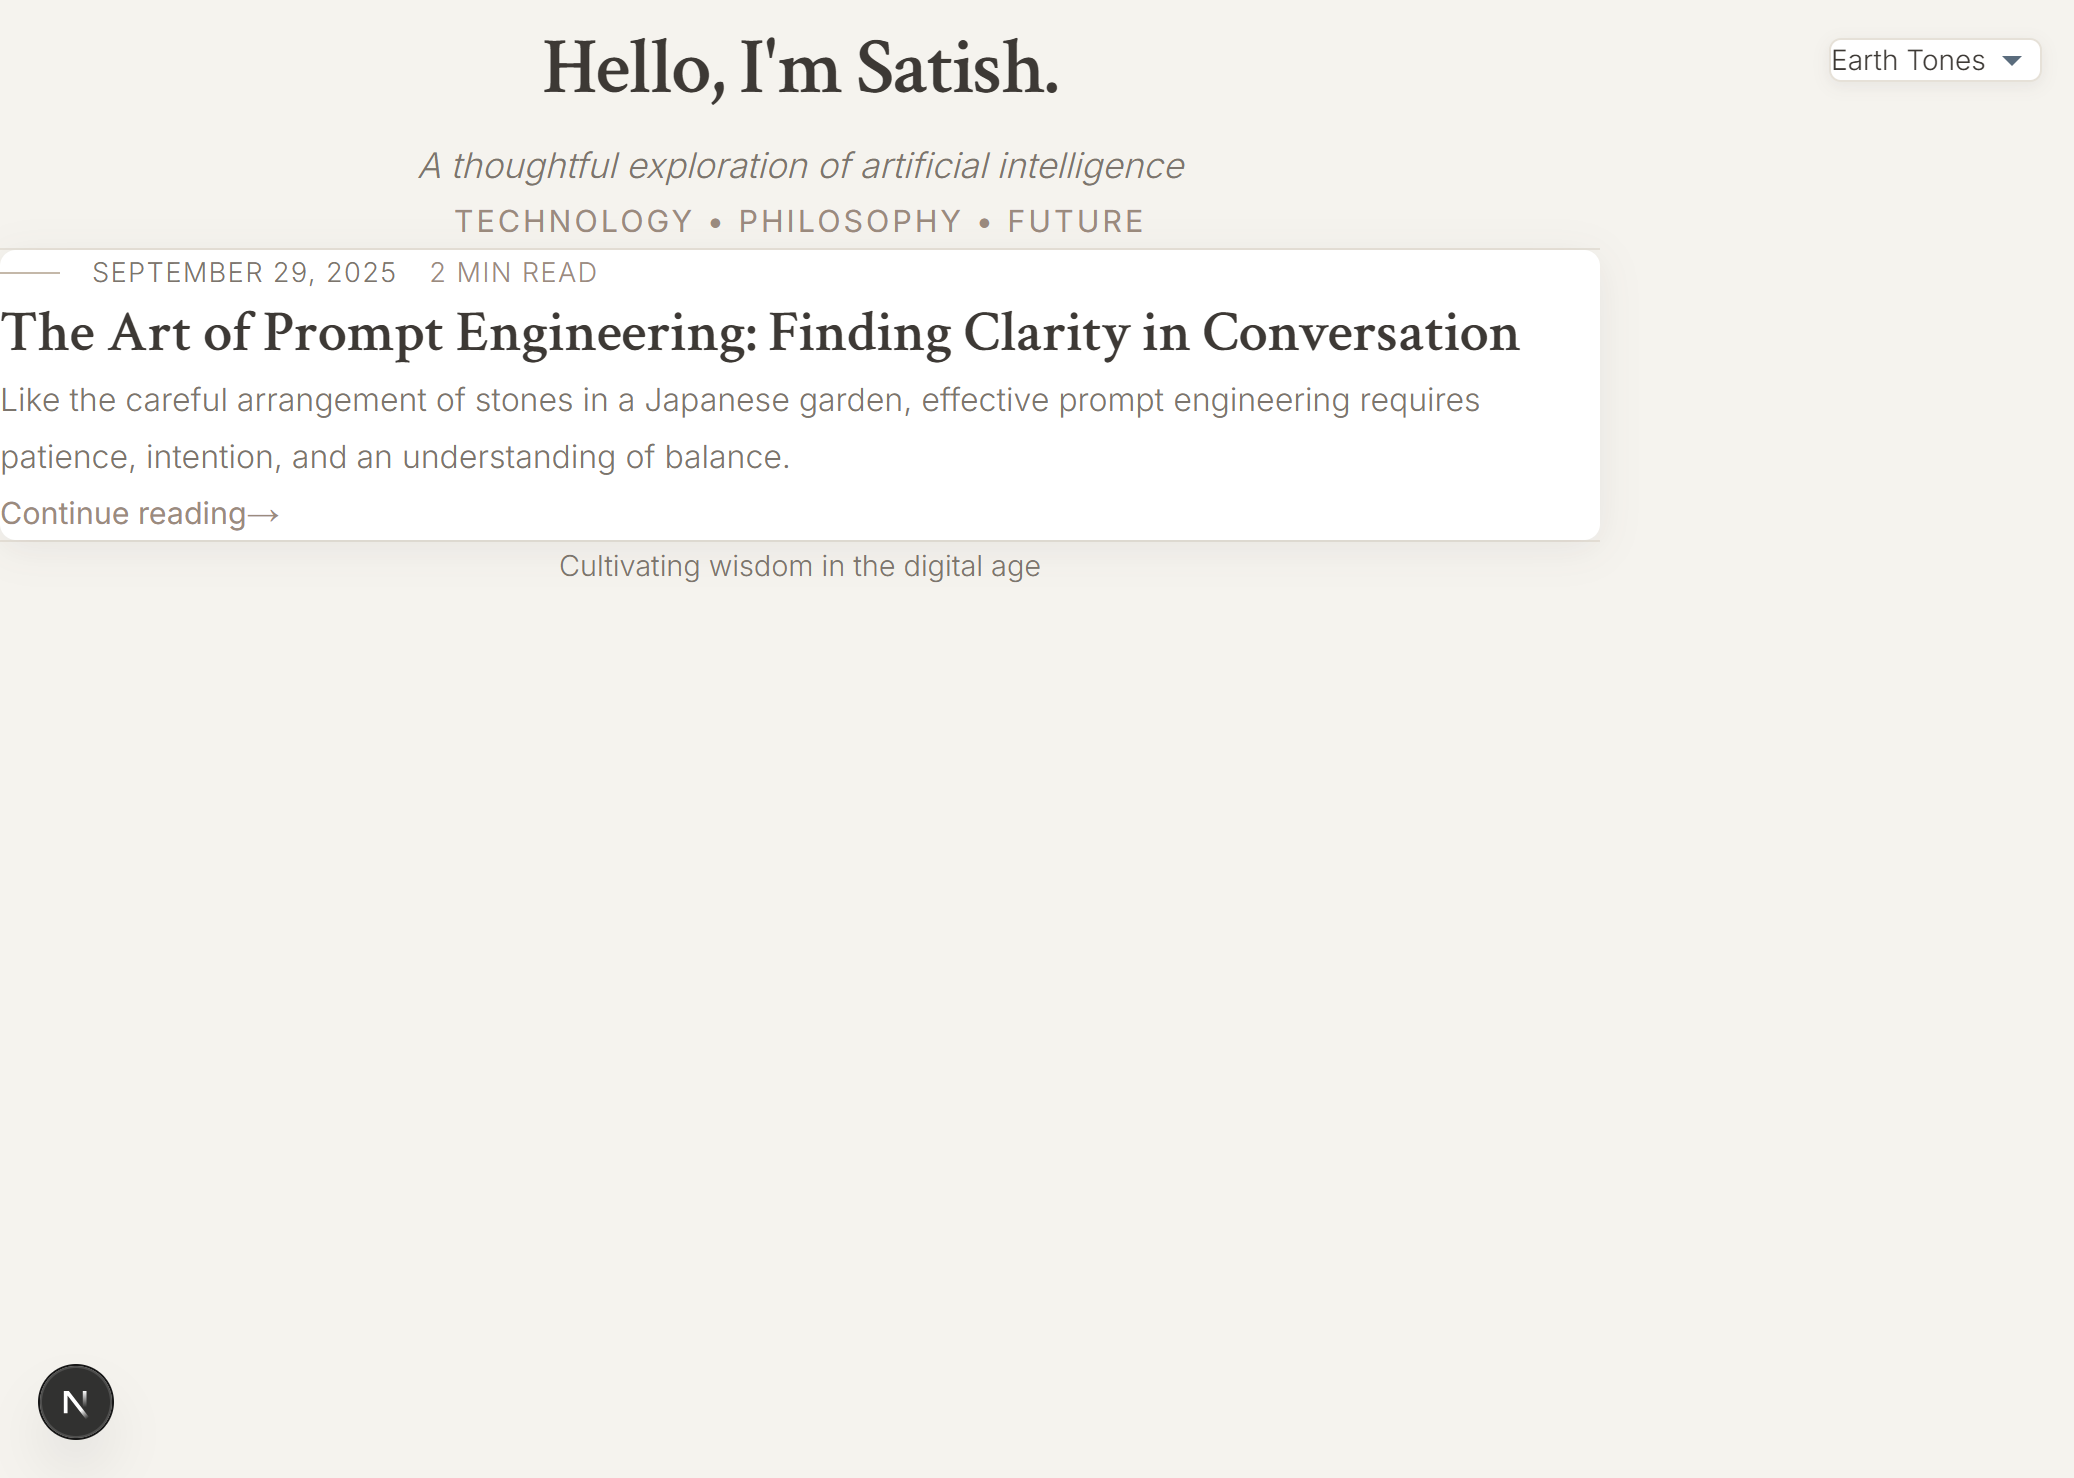 Hello, I'm Satish.
Earth Tones
A thoughtful exploration of artificial intelligence
TECHNOLOGY • PHILOSOPHY • FUTURE
SEPTEMBER 29, 2025 2 MIN READ
The Art of Prompt Engineering: Finding Clarity in Conversation
Like the careful arrangement of stones in a Japanese garden, effective prompt engineering requires
patience, intention, and an understanding of balance.
Continue reading→
Cultivating wisdom in the digital age
N